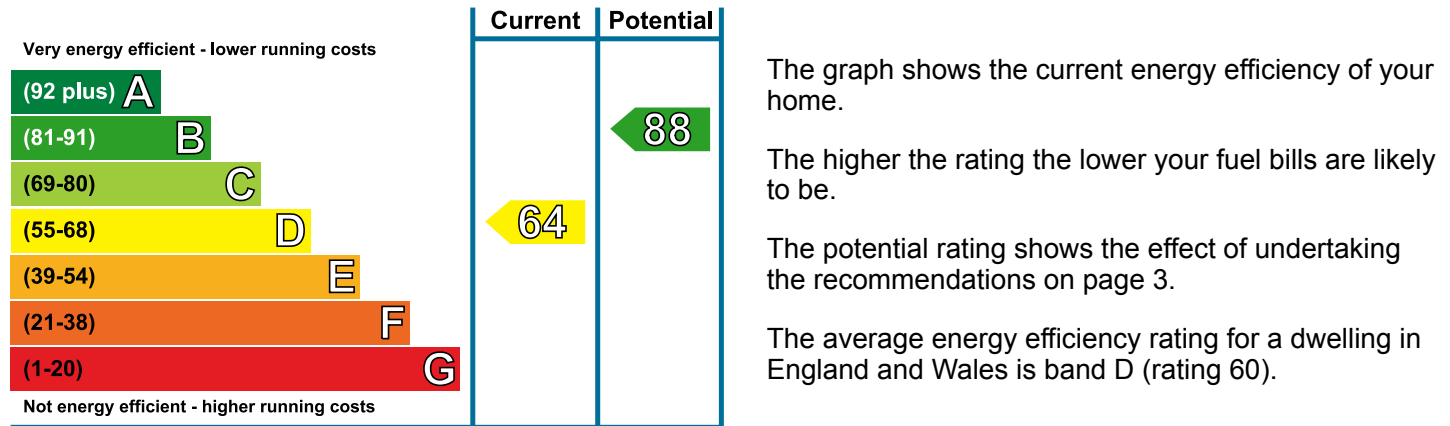 Current Potential
Very energy efficient - lower running costs
(92 plus) A
(81-91) B
88
(69-80) C
(55-68) D
64
(39-54) E
(21-38) F
(1-20) G
Not energy efficient - higher running costs
The graph shows the current energy efficiency of your
home.
The higher the rating the lower your fuel bills are likely
to be.
The potential rating shows the effect of undertaking
the recommendations on page 3.
The average energy efficiency rating for a dwelling in
England and Wales is band D (rating 60).